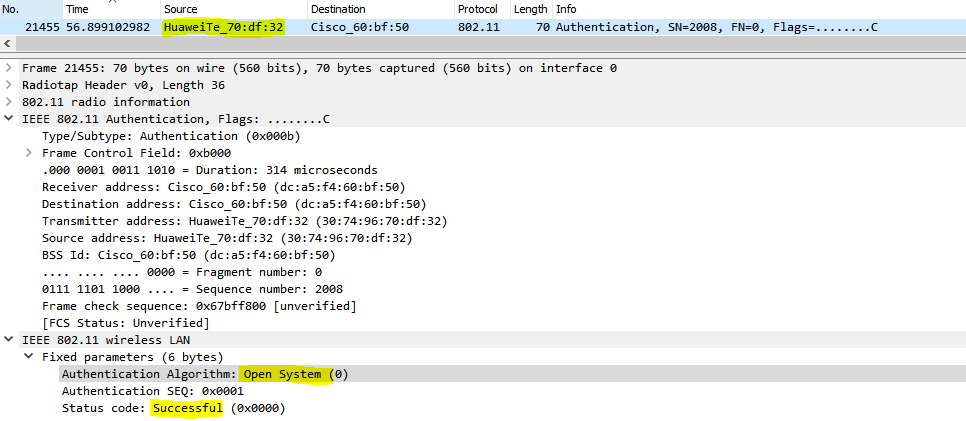 No. Time Source Destination Protocol Length Info
21455 56.899102982 HuaweiTe_70:df:32 Cisco_60:bf:50 802.11 70 Authentication, SN=2008, FN=0, Flags=........C
Frame 21455: 70 bytes on wire (560 bits), 70 bytes captured (560 bits) on interface 0
Radiotap Header v0, Length 36
802.11 radio information
IEEE 802.11 Authentication, Flags: ........C
Type/Subtype: Authentication (0x000b)
Frame Control Field: 0xb000
.000 0001 0011 1010 = Duration: 314 microseconds
Receiver address: Cisco_60:bf:50 (dc:a5:f4:60:bf:50)
Destination address: Cisco_60:bf:50 (dc:a5:f4:60:bf:50)
Transmitter address: HuaweiTe_70:df:32 (30:74:96:70:df:32)
Source address: HuaweiTe_70:df:32 (30:74:96:70:df:32)
BSS Id: Cisco_60:bf:50 (dc:a5:f4:60:bf:50)
.... .... .... 0000 = Fragment number: 0
0111 1101 1000 .... = Sequence number: 2008
Frame check sequence: 0x67bff800 [unverified]
[FCS Status: Unverified]
IEEE 802.11 wireless LAN
Fixed parameters (6 bytes)
Authentication Algorithm: Open System (0)
Authentication SEQ: 0x0001
Status code: Successful (0x0000)